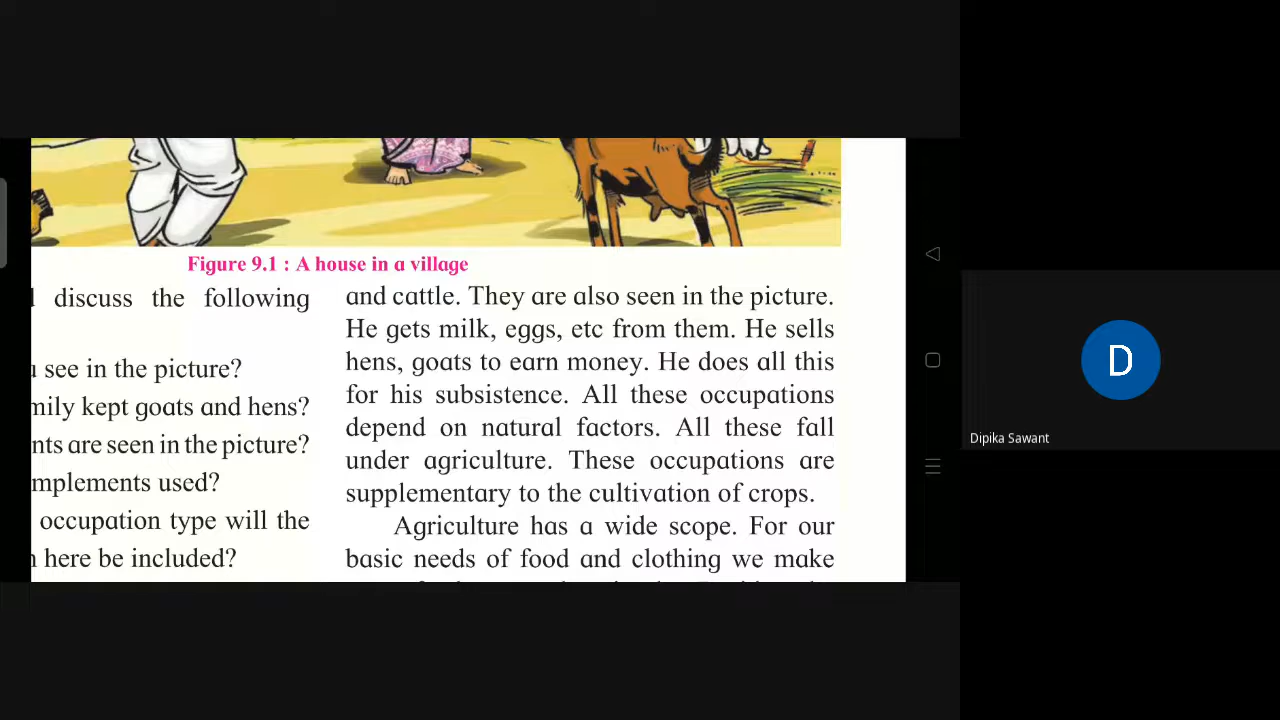 Figure 9.1 : A house in a village
discuss the following
see in the picture?
kept goats and hens?
are seen in the picture?
used?
occupation type will the
here be included?
and cattle. They are also seen in the picture.
He gets milk, eggs, etc from them. He sells
hens, goats to earn money. He does all this
for his subsistence. All these occupations
depend on natural factors. All these fall
under agriculture. These occupations are
supplementary to the cultivation of crops.
Agriculture has a wide scope. For our
basic needs of food and clothing we make
D
Dipika Sawant